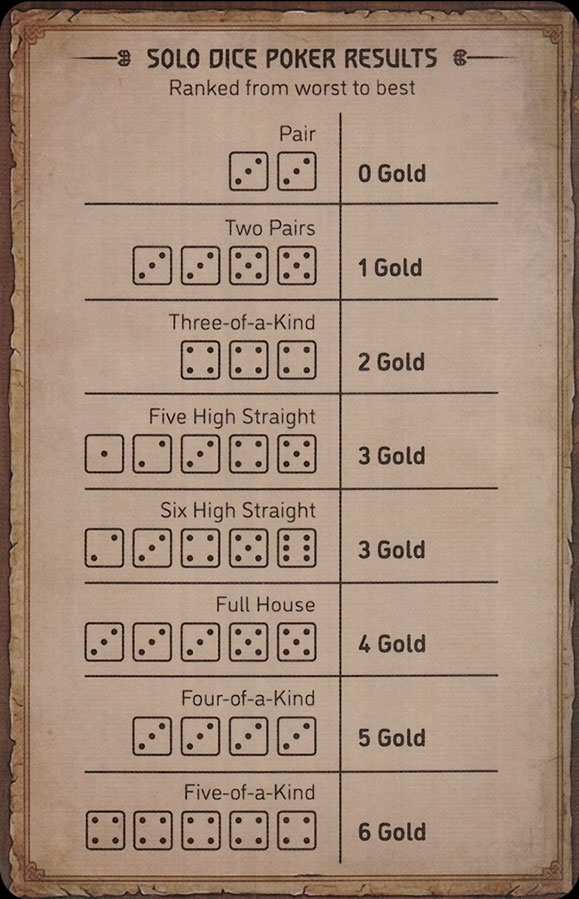 SOLO DICE POKER RESULTS
Ranked from worst to best
Pair
0 Gold
Two Pairs
1 Gold
Three-of-a-Kind
2 Gold
Five High Straight
3 Gold
Six High Straight
3 Gold
Full House
4 Gold
Four-of-a-Kind
5 Gold
Five-of-a-Kind
6 Gold